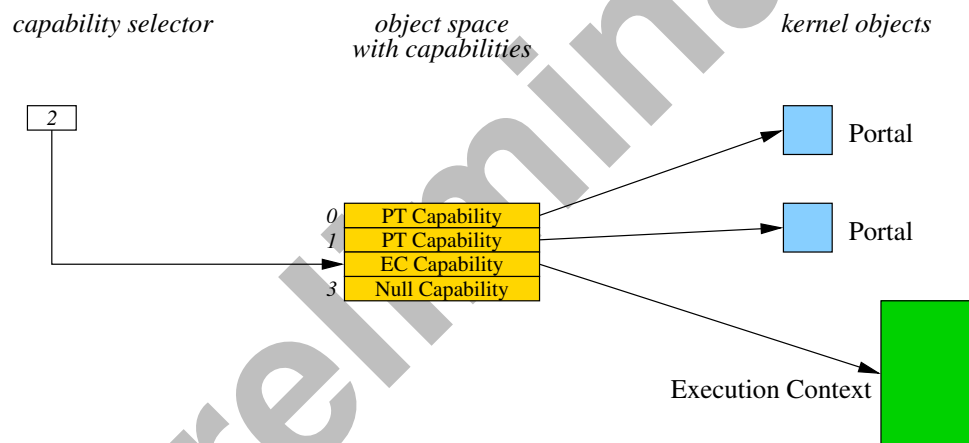 capability selector
object space
with capabilities
kernel objects
2
Portal
0 PT Capability
1 PT Capability
Portal
EC Capability
3 Null Capability
Execution Context
relimina